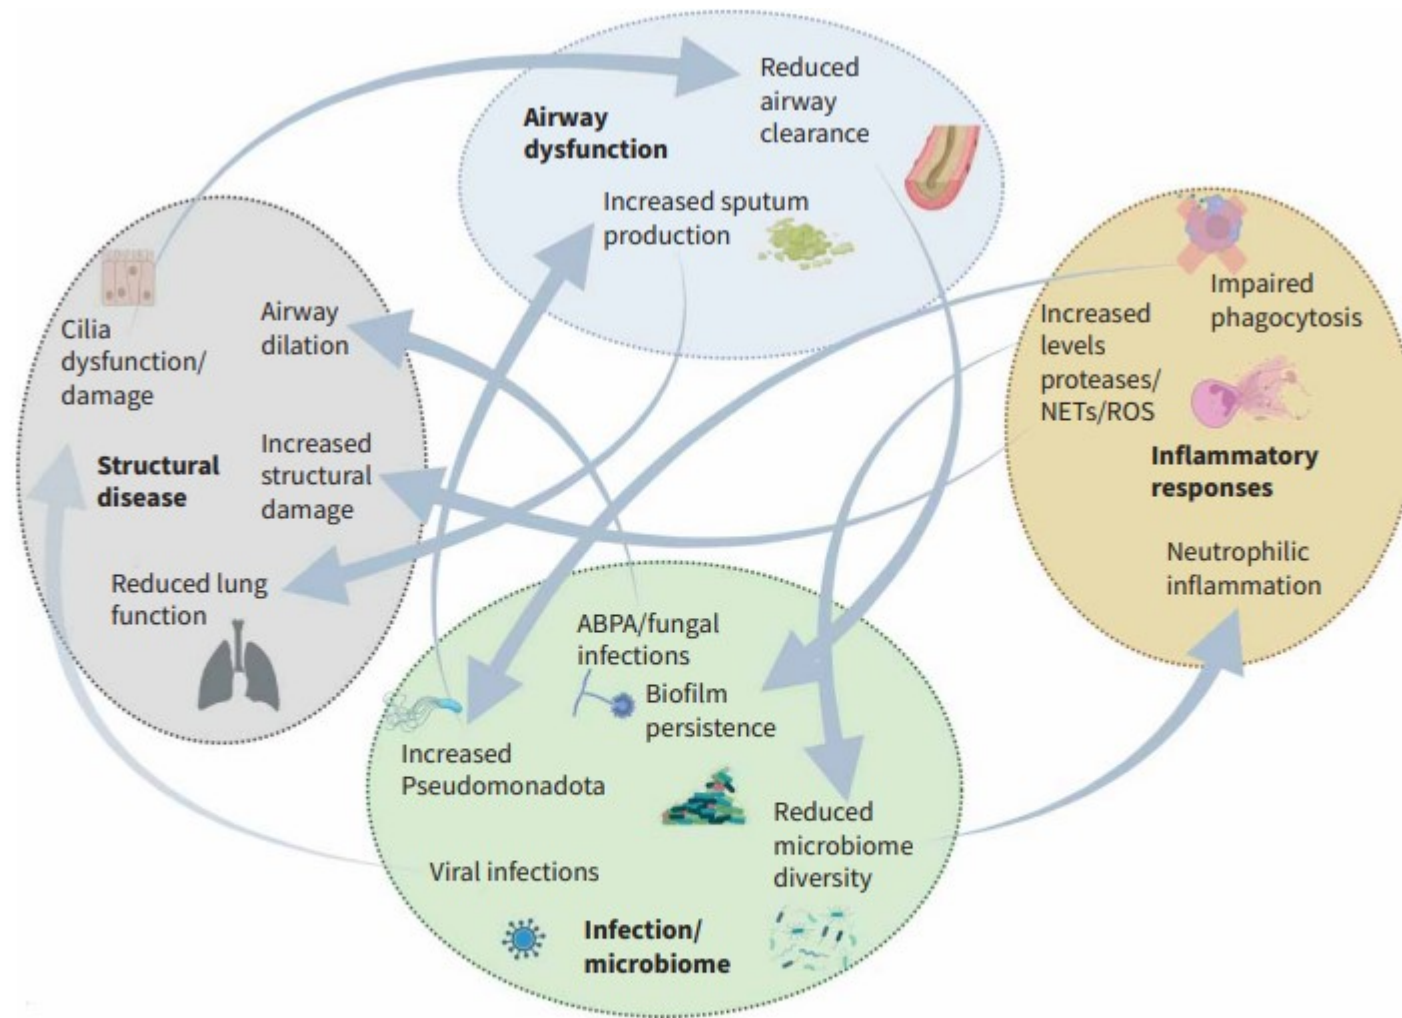 Airway
dysfunction
Reduced
airway
clearance
Increased sputum
production
Cilia
dysfunction/
damage
Airway
dilation
Structural
disease
Increased
structural
damage
Reduced lung
function
Impaired
phagocytosis
Increased
levels
proteases/
NETs/ROS
Inflammatory
responses
Neutrophilic
inflammation
ABPA/fungal
infections
Biofilm
persistence
Increased
Pseudomonadota
Reduced
microbiome
diversity
Viral infections
Infection/
microbiome